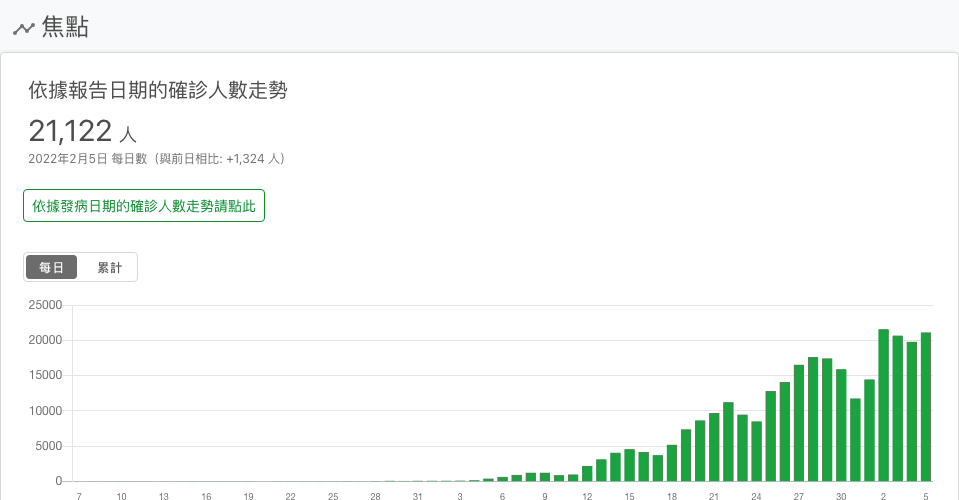 焦點
依據報告日期的確診人數走勢
21,122 人
2022年2月5日 每日數（與前日相比: +1,324 人）
依據發病日期的確診人數走勢請點此
每日 累計
25000
20000
15000
10000
5000
0
7 10 13 16 19 22 25 28 31 3 6 9 12 15 18 21 24 27 30 2 5